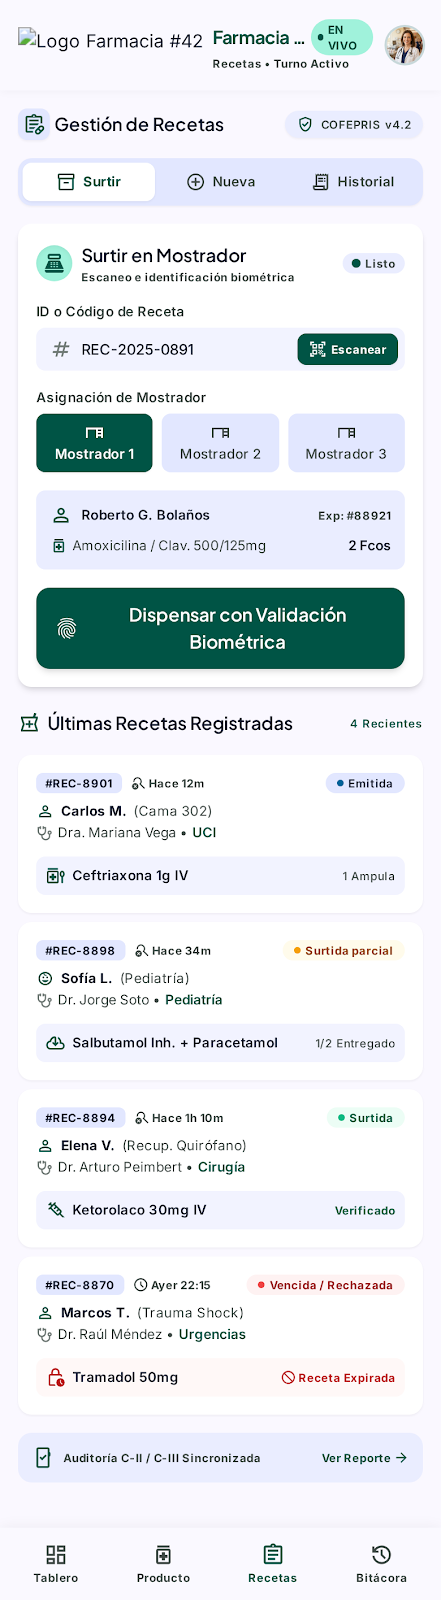 Logo Farmacia #42
Farmacia ...
EN VIVO
Recetas • Turno Activo
Gestión de Recetas
COFEPRIS v4.2
Surtir
Nueva
Historial
Surtir en Mostrador
Escaneo e identificación biométrica
Listo
ID o Código de Receta
# REC-2025-0891
Escanear
Asignación de Mostrador
Mostrador 1
Mostrador 2
Mostrador 3
Roberto G. Bolaños
Exp: #88921
Amoxicilina / Clav. 500/125mg
2 Fcos
Dispensar con Validación
Biométrica
Últimas Recetas Registradas
4 Recientes
#REC-8901
Hace 12m
Emitida
Carlos M. (Cama 302)
Dra. Mariana Vega • UCI
Ceftriaxona 1g IV
1 Ampula
#REC-8898
Hace 34m
Surtida parcial
Sofía L. (Pediatría)
Dr. Jorge Soto • Pediatría
Salbutamol Inh. + Paracetamol
1/2 Entregado
#REC-8894
Hace 1h 10m
Surtida
Elena V. (Recup. Quirófano)
Dr. Arturo Peimbert • Cirugía
Ketorolaco 30mg IV
Verificado
#REC-8870
Ayer 22:15
Vencida / Rechazada
Marcos T. (Trauma Shock)
Dr. Raúl Méndez • Urgencias
Tramadol 50mg
Receta Expirada
Auditoría C-II / C-III Sincronizada
Ver Reporte →
Tablero
Producto
Recetas
Bitácora